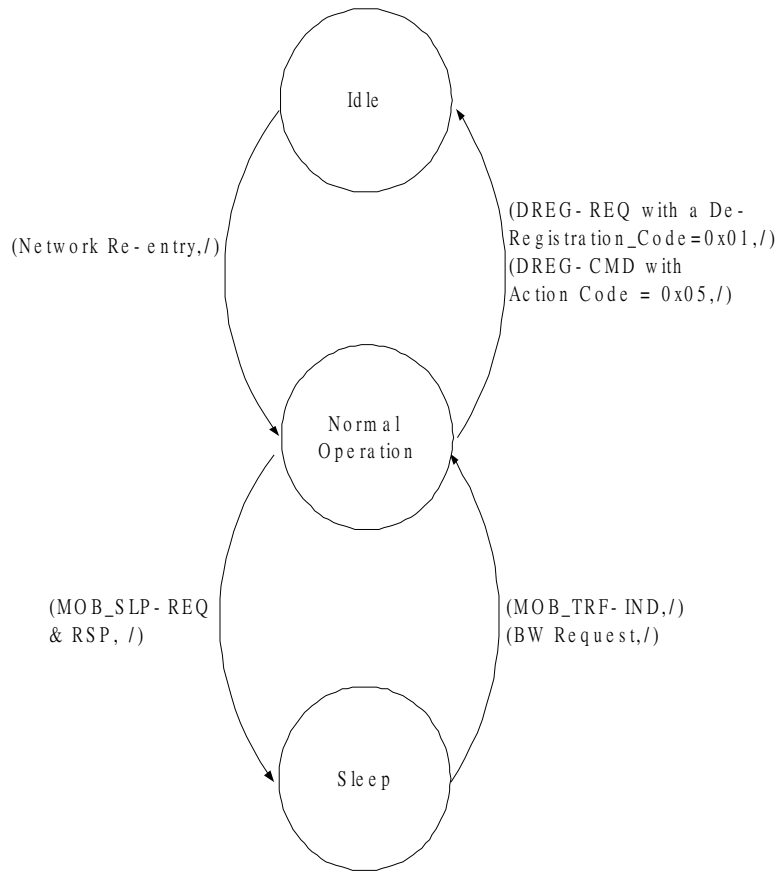 Idle
(Network Re-entry,/)
(DREG-REQ with a De-
Registration_Code=0x01,/)
(DREG-CMD with
Action Code = 0x05,/)
Normal
Operation
(MOB_SLP-REQ
& RSP, /)
(MOB_TRF-IND,/)
(BW Request,/)
Sleep